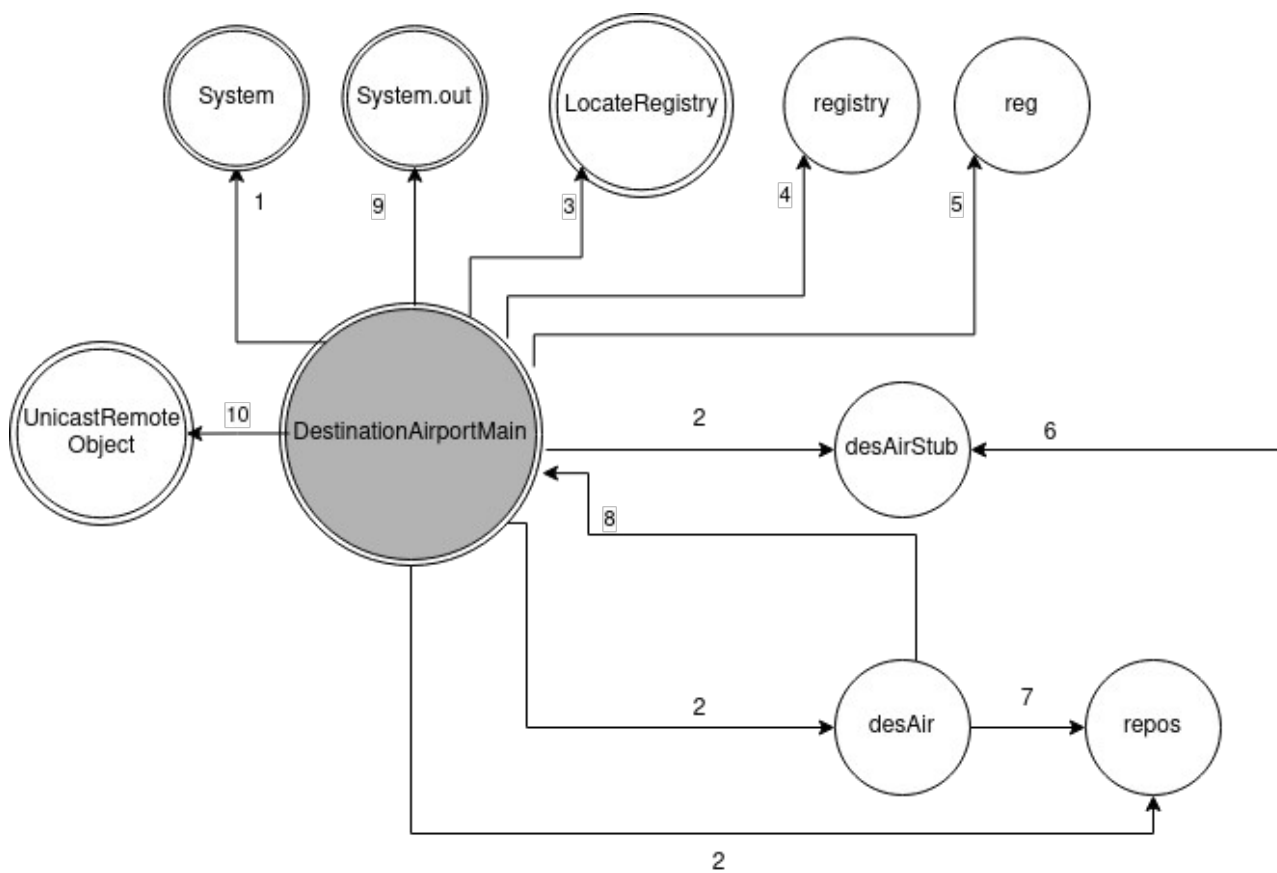 System
System.out
LocateRegistry
registry
reg
1
9
3
4
5
UnicastRemote
Object
10
DestinationAirportMain
2
desAirStub
6
8
2
desAir
7
repos
2